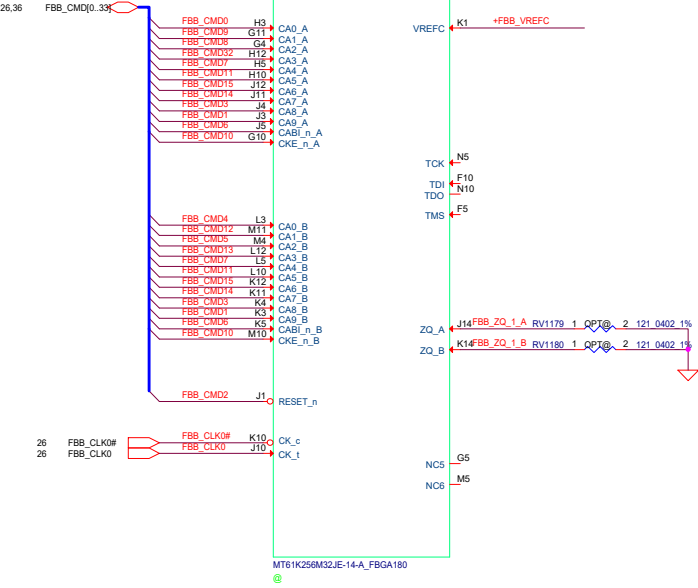 26,36 FBB_CMD[0..33]
FBB_CMD0 H3 CA0_A
FBB_CMD9 G11 CA1_A
FBB_CMD8 G4 CA2_A
FBB_CMD32 H12 CA3_A
FBB_CMD7 H5 CA4_A
FBB_CMD11 H10 CA5_A
FBB_CMD15 J12 CA6_A
FBB_CMD14 J11 CA7_A
FBB_CMD3 J4 CA8_A
FBB_CMD1 J3 CA9_A
FBB_CMD6 J5 CABI_n_A
FBB_CMD10 G10 CKE_n_A
VREFC K1 +FBB_VREFC
TCK N5
TDI F10
TDO N10
TMS F5
FBB_CMD4 L3 CA0_B
FBB_CMD12 M11 CA1_B
FBB_CMD5 M4 CA2_B
FBB_CMD13 L12 CA3_B
FBB_CMD7 L5 CA4_B
FBB_CMD11 L10 CA5_B
FBB_CMD15 K12 CA6_B
FBB_CMD14 K11 CA7_B
FBB_CMD3 K4 CA8_B
FBB_CMD1 K3 CA9_B
FBB_CMD6 K5 CABI_n_B
FBB_CMD10 M10 CKE_n_B
ZQ_A J14 FBB_ZQ_1_A RV1179 1 OPT@ 2 121_0402_1%
ZQ_B K14 FBB_ZQ_1_B RV1180 1 OPT@ 2 121_0402_1%
FBB_CMD2 J1 RESET_n
26 FBB_CLK0# FBB_CLK0# K10 CK_c
26 FBB_CLK0 FBB_CLK0 J10 CK_t
NC5 G5
NC6 M5
MT61K256M32JE-14-A_FBGA180
@